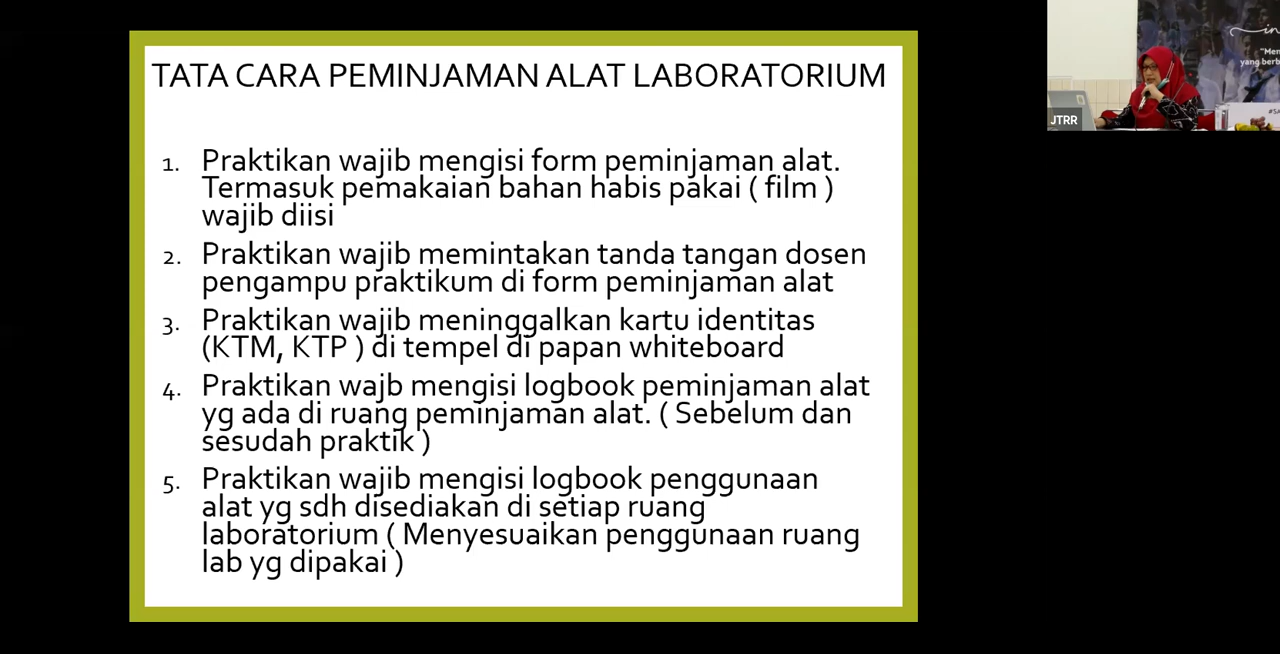 TATA CARA PEMINJAMAN ALAT LABORATORIUM
1. Praktikan wajib mengisi form peminjaman alat.
Termasuk pemakaian bahan habis pakai ( film )
wajib diisi
2. Praktikan wajib memintakan tanda tangan dosen
pengampu praktikum di form peminjaman alat
3. Praktikan wajib meninggalkan kartu identitas
(KTM, KTP ) di tempel di papan whiteboard
4. Praktikan wajb mengisi logbook peminjaman alat
yg ada di ruang peminjaman alat. ( Sebelum dan
sesudah praktik )
5. Praktikan wajib mengisi logbook penggunaan
alat yg sdh disediakan di setiap ruang
laboratorium ( Menyesuaikan penggunaan ruang
lab yg dipakai )
in
"Men
yang berb
JTRR